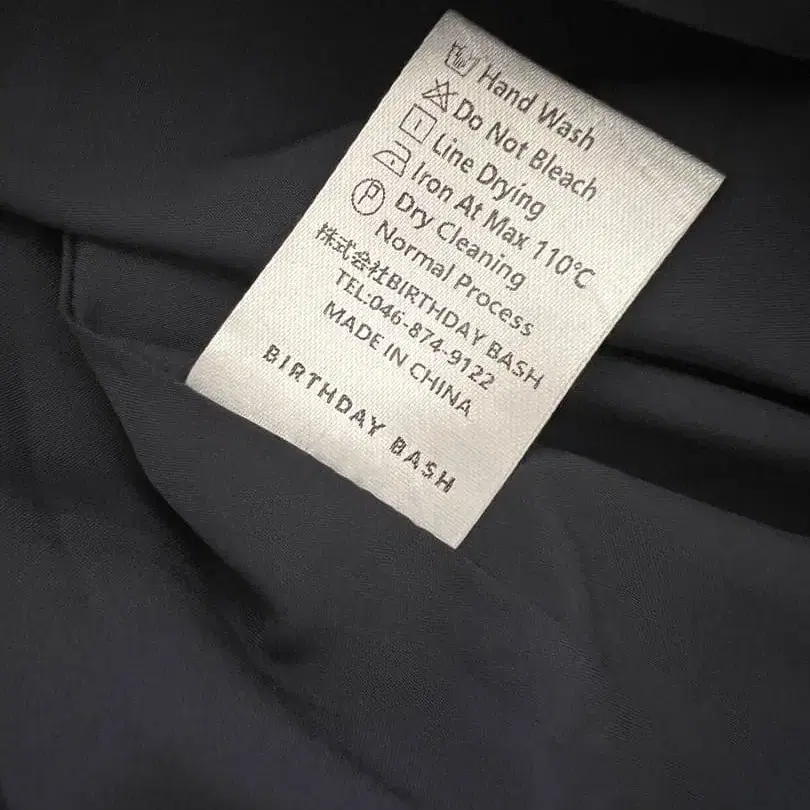 Hand Wash
Do Not Bleach
Line Drying
Iron At Max 110℃
Dry Cleaning
Normal Process
株式会社BIRTHDAY BASH
TEL:046-874-9122
MADE IN CHINA
BIRTHDAY BASH